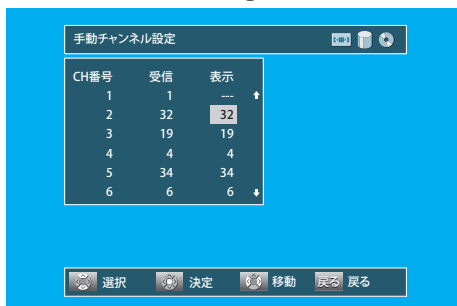 手動チャンネル設定
CH番号 受信 表示
1 1 ---
2 32 32
3 19 19
4 4 4
5 34 34
6 6 6
選択 決定 移動 戻る 戻る